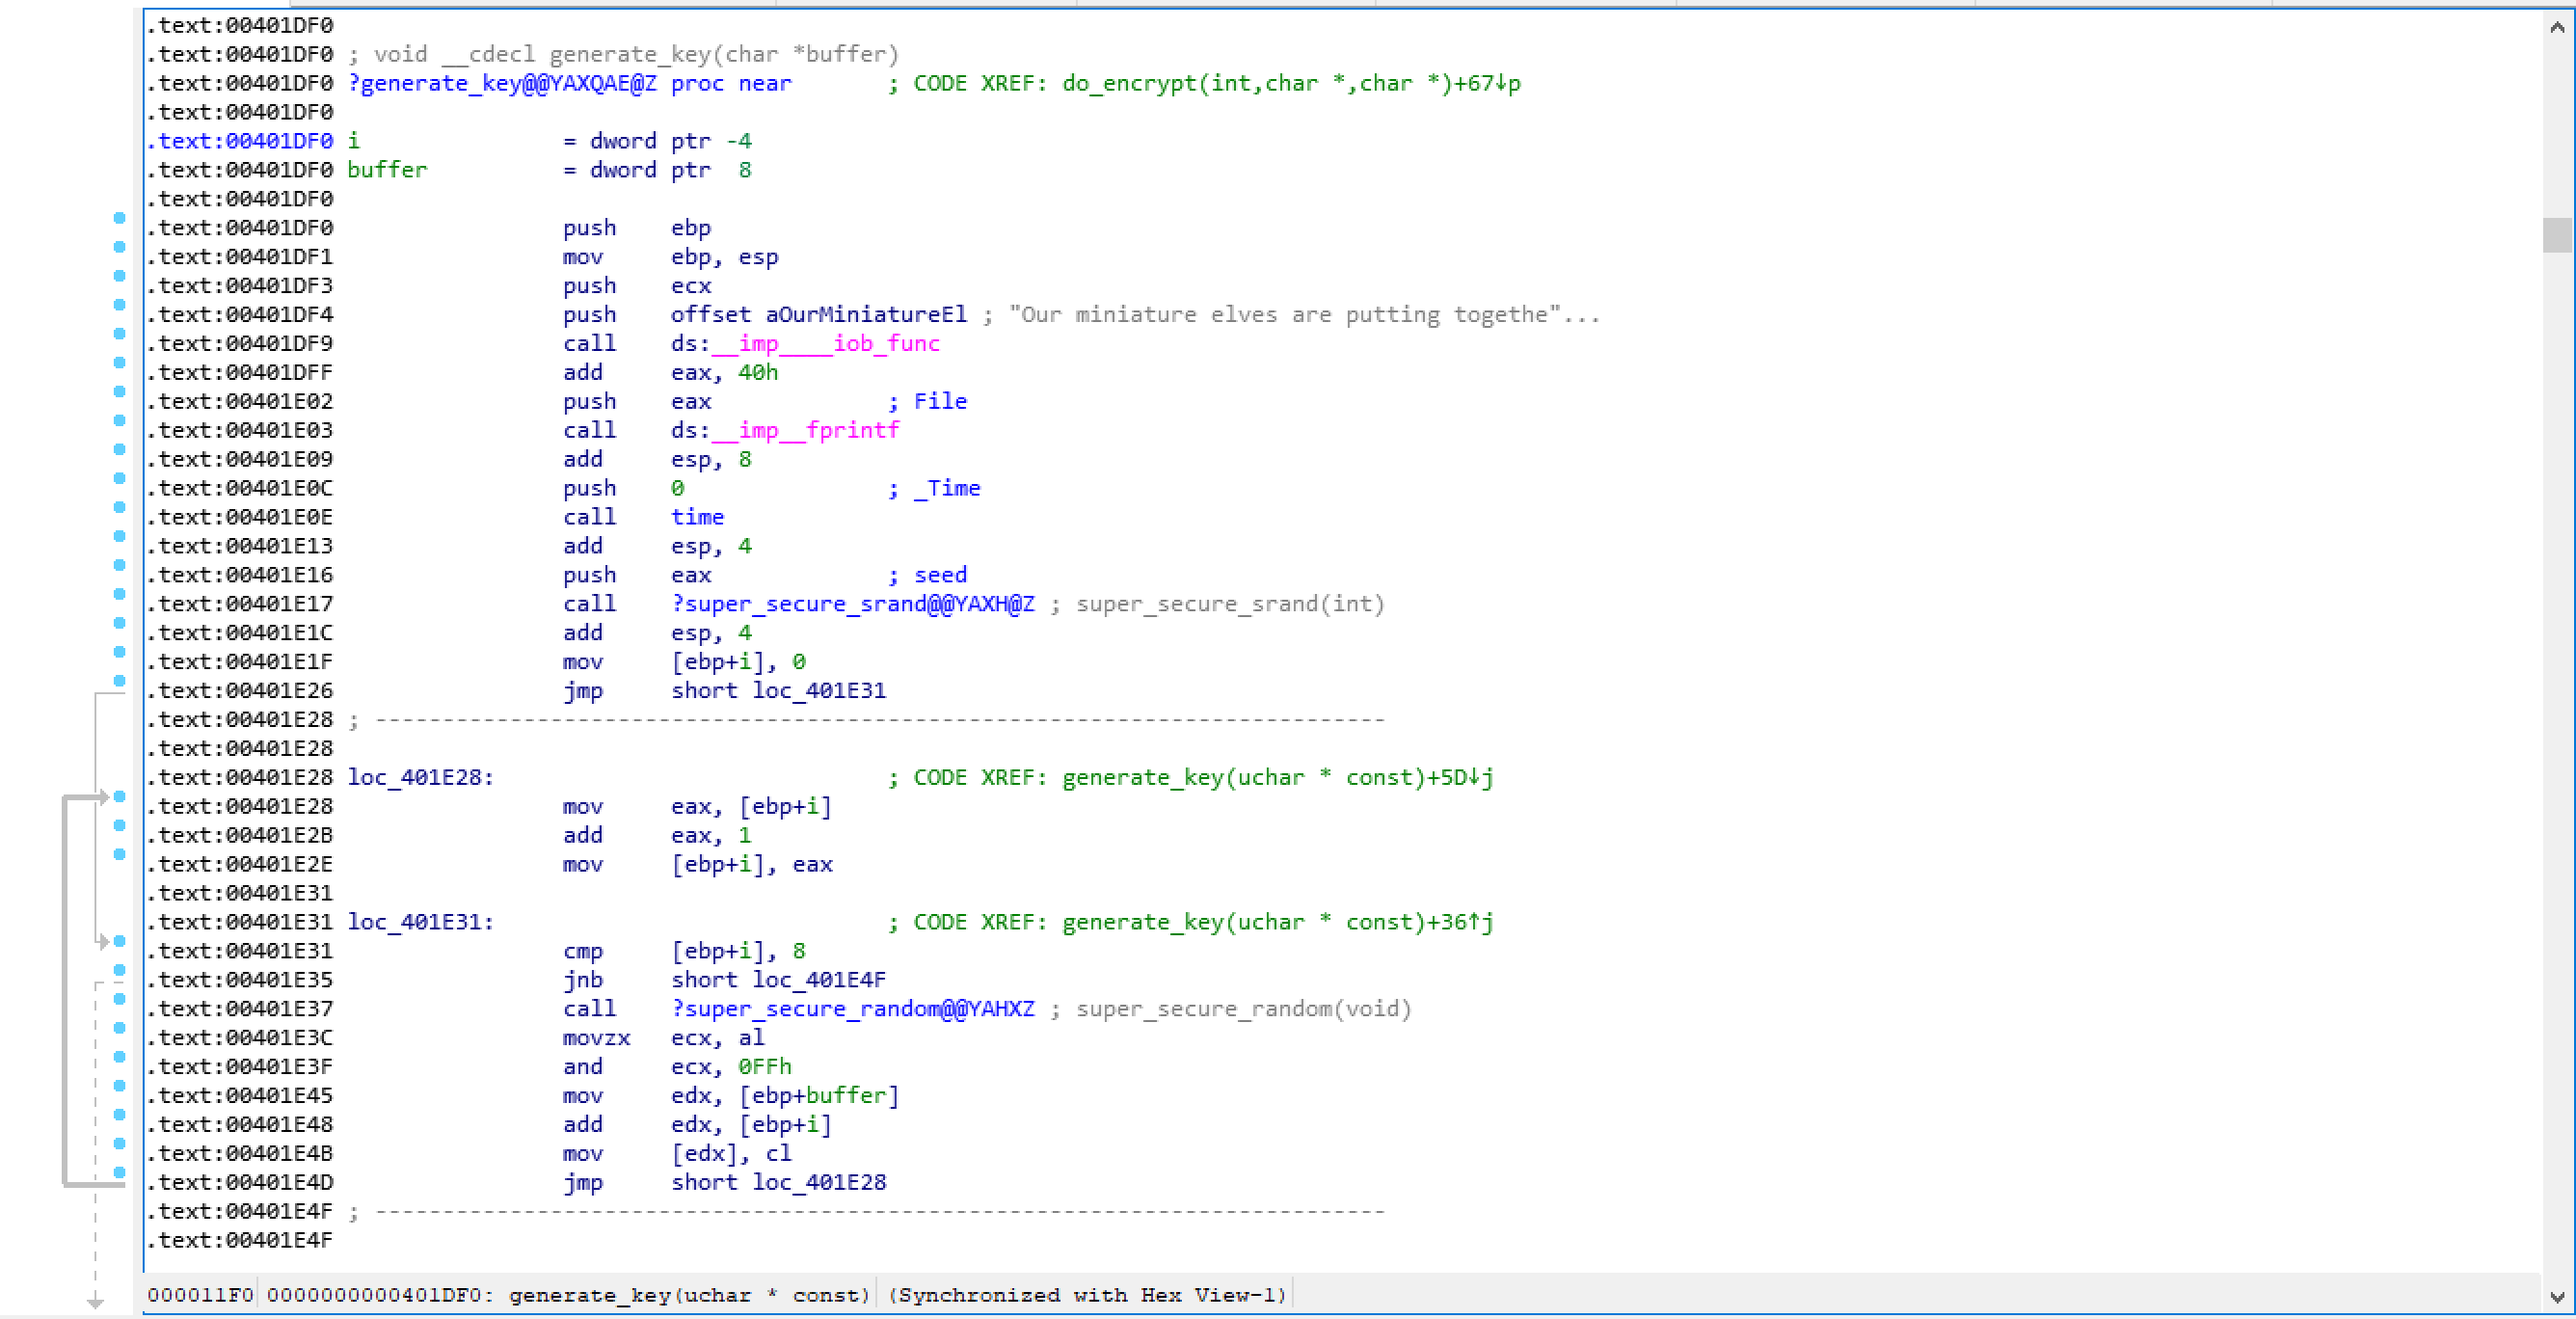 .text:00401DF0
.text:00401DF0 ; void __cdecl generate_key(char *buffer)
.text:00401DF0 ?generate_key@@YAXQAE@Z proc near       ; CODE XREF: do_encrypt(int,char *,char *)+67↓p
.text:00401DF0
.text:00401DF0 i               = dword ptr -4
.text:00401DF0 buffer          = dword ptr  8
.text:00401DF0
.text:00401DF0                 push    ebp
.text:00401DF1                 mov     ebp, esp
.text:00401DF3                 push    ecx
.text:00401DF4                 push    offset aOurMiniatureEl ; "Our miniature elves are putting togethe"...
.text:00401DF9                 call    ds:__imp____iob_func
.text:00401DFF                 add     eax, 40h
.text:00401E02                 push    eax             ; File
.text:00401E03                 call    ds:__imp__fprintf
.text:00401E09                 add     esp, 8
.text:00401E0C                 push    0               ; _Time
.text:00401E0E                 call    time
.text:00401E13                 add     esp, 4
.text:00401E16                 push    eax             ; seed
.text:00401E17                 call    ?super_secure_srand@@YAXH@Z ; super_secure_srand(int)
.text:00401E1C                 add     esp, 4
.text:00401E1F                 mov     [ebp+i], 0
.text:00401E26                 jmp     short loc_401E31
.text:00401E28 ; ---------------------------------------------------------------------------
.text:00401E28
.text:00401E28 loc_401E28:                             ; CODE XREF: generate_key(uchar * const)+5D↓j
.text:00401E28                 mov     eax, [ebp+i]
.text:00401E2B                 add     eax, 1
.text:00401E2E                 mov     [ebp+i], eax
.text:00401E31
.text:00401E31 loc_401E31:                             ; CODE XREF: generate_key(uchar * const)+36↑j
.text:00401E31                 cmp     [ebp+i], 8
.text:00401E35                 jnb     short loc_401E4F
.text:00401E37                 call    ?super_secure_random@@YAHXZ ; super_secure_random(void)
.text:00401E3C                 movzx   ecx, al
.text:00401E3F                 and     ecx, 0FFh
.text:00401E45                 mov     edx, [ebp+buffer]
.text:00401E48                 add     edx, [ebp+i]
.text:00401E4B                 mov     [edx], cl
.text:00401E4D                 jmp     short loc_401E28
.text:00401E4F ; ---------------------------------------------------------------------------
.text:00401E4F
000011F0 0000000000401DF0: generate_key(uchar * const) (Synchronized with Hex View-1)